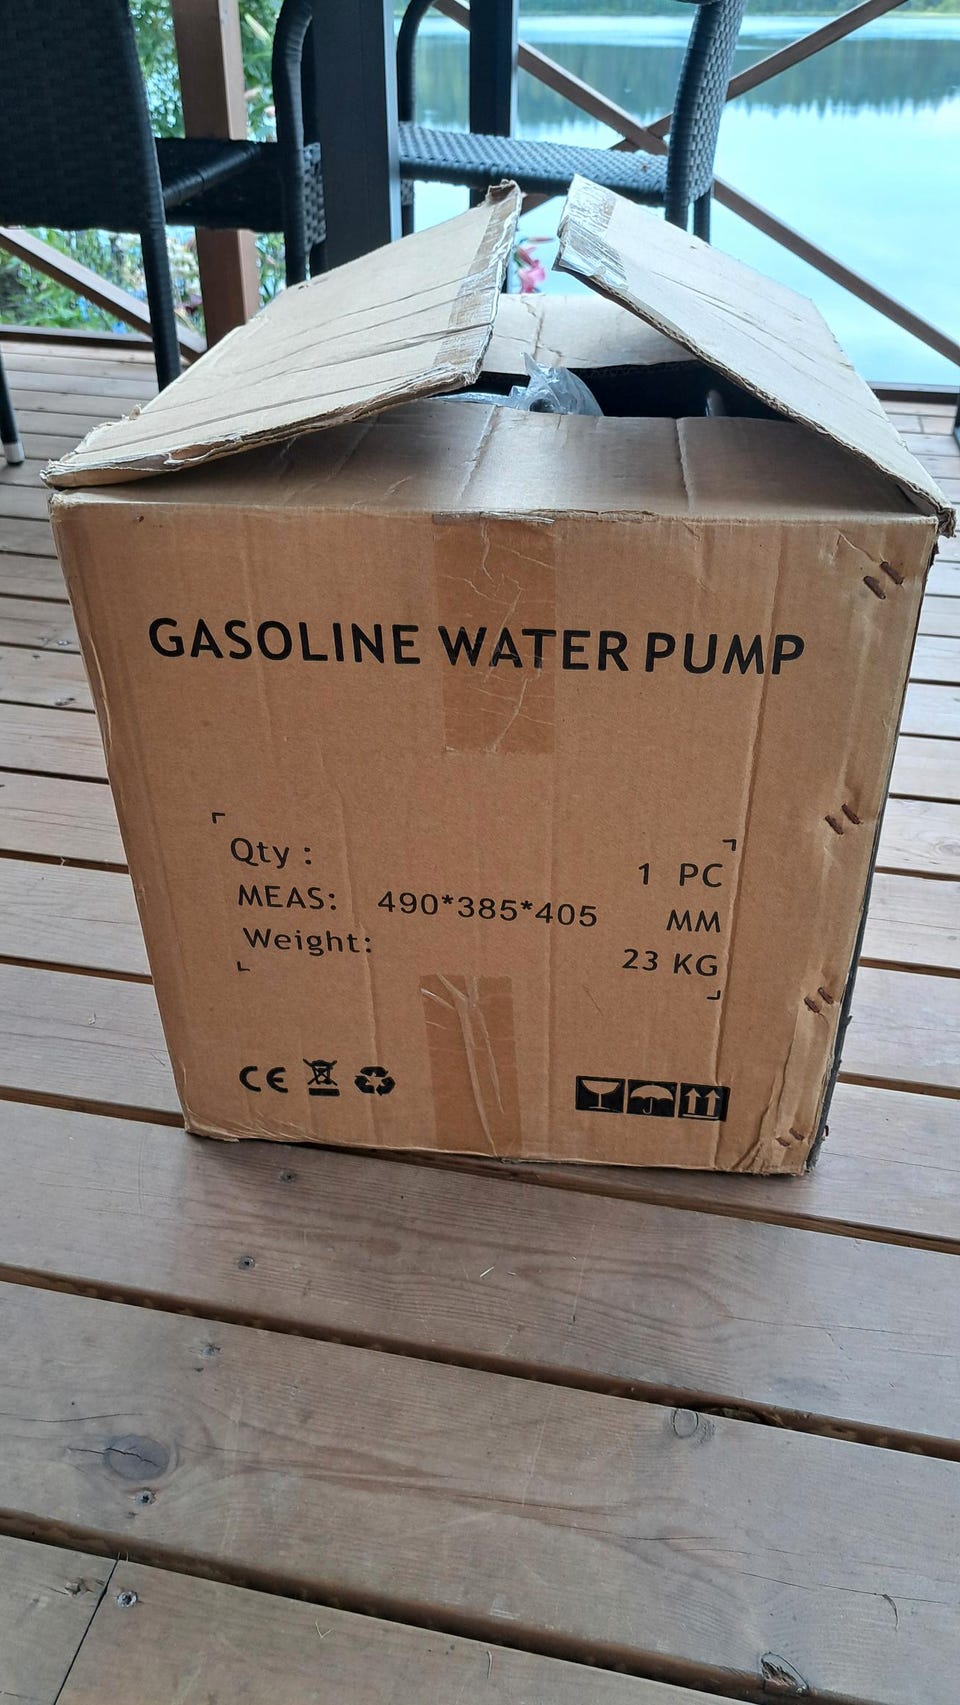 GASOLINE WATER PUMP
Qty : 1 PC
MEAS: 490*385*405 MM
Weight: 23 KG
CE